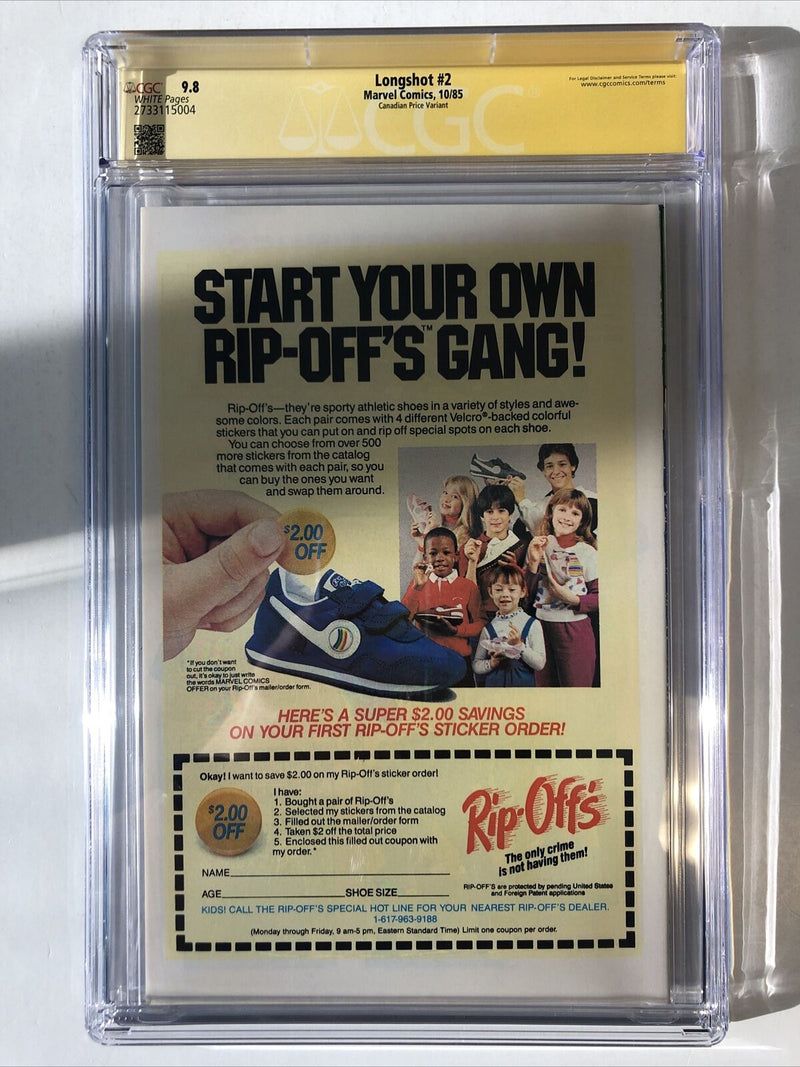 CGC 9.8
WHITE Pages
2733115004
Longshot #2
Marvel Comics, 10/85
Canadian Price Variant
For Legal Disclaimer and Service Terms please visit:
www.cgccomics.com/terms
CGC®
START YOUR OWN
RIP-OFF'S™ GANG!
Rip-Off's—they're sporty athletic shoes in a variety of styles and awe-
some colors. Each pair comes with 4 different Velcro®-backed colorful
stickers that you can put on and rip off special spots on each shoe.
You can choose from over 500
more stickers from the catalog
that comes with each pair, so you
can buy the ones you want
and swap them around.
$2.00
OFF
*If you don't want
to cut the coupon
out, it's okay to just write
the words MARVEL COMICS
OFFER on your Rip-Off's mailer/order form.
HERE'S A SUPER $2.00 SAVINGS
ON YOUR FIRST RIP-OFF'S STICKER ORDER!
Okay! I want to save $2.00 on my Rip-Off's sticker order!
$2.00
OFF
I have:
1. Bought a pair of Rip-Off's
2. Selected my stickers from the catalog
3. Filled out the mailer/order form
4. Taken $2 off the total price
5. Enclosed this filled out coupon with
my order.*
Rip-Off's
The only crime
is not having them!
NAME
AGE SHOE SIZE
RIP-OFF'S are protected by pending United States
and Foreign Patent applications
KIDS! CALL THE RIP-OFF'S SPECIAL HOT LINE FOR YOUR NEAREST RIP-OFF'S DEALER.
1-617-963-9188
(Monday through Friday, 9 am-5 pm, Eastern Standard Time) Limit one coupon per order.